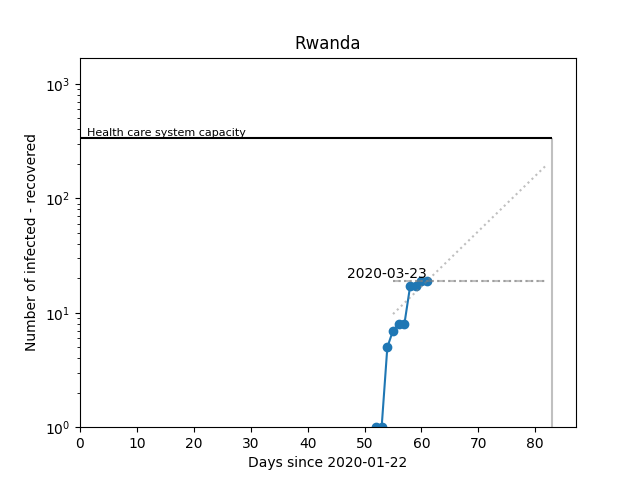 Rwanda
Number of infected - recovered
10³
10²
10¹
10⁰
Health care system capacity
2020-03-23
0 10 20 30 40 50 60 70 80
Days since 2020-01-22